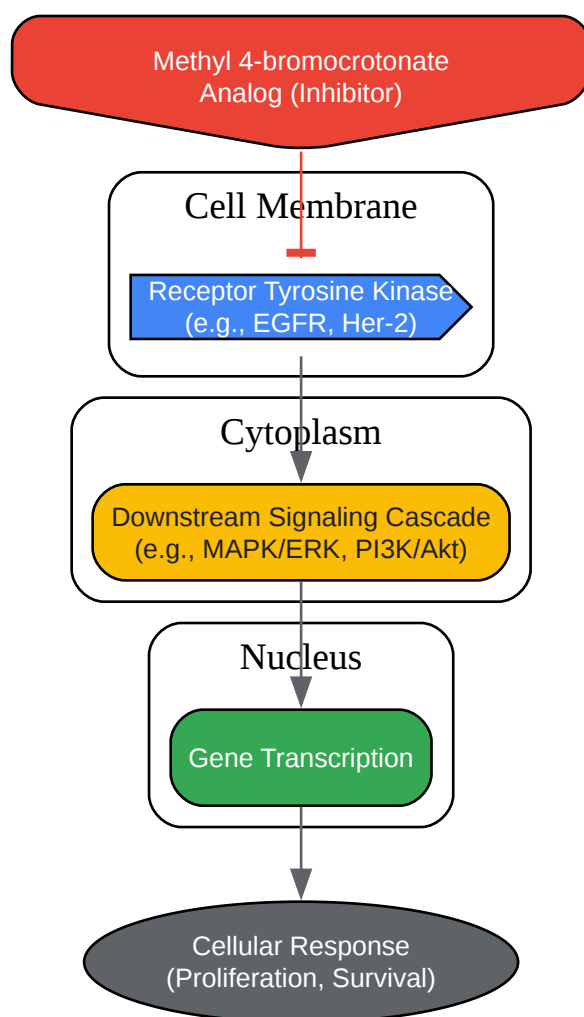 Methyl 4-bromocrotonate
Analog (Inhibitor)
Cell Membrane
Receptor Tyrosine Kinase
(e.g., EGFR, Her-2)
Cytoplasm
Downstream Signaling Cascade
(e.g., MAPK/ERK, PI3K/Akt)
Nucleus
Gene Transcription
Cellular Response
(Proliferation, Survival)